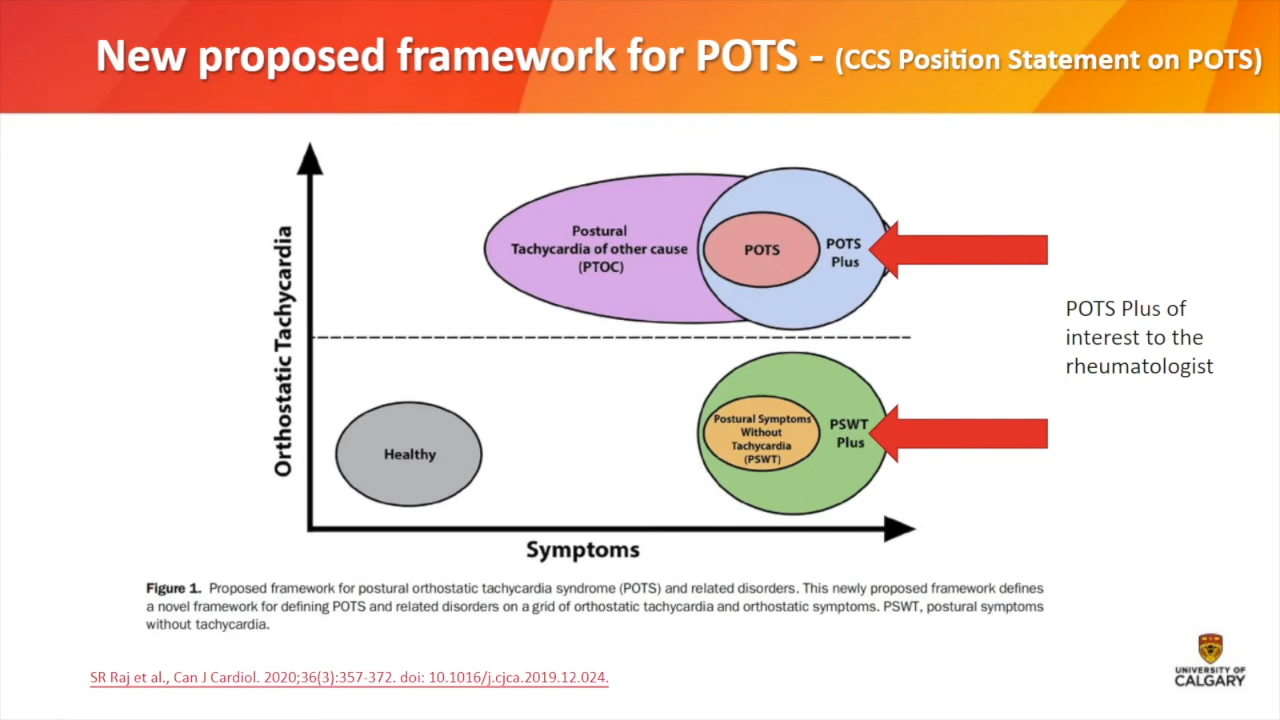 New proposed framework for POTS - (CCS Position Statement on POTS)
Orthostatic Tachycardia
Postural
Tachycardia of other cause
(PTOC)
POTS
POTS
Plus
POTS Plus of
interest to the
rheumatologist
Healthy
Postural Symptoms
Without
Tachycardia
(PSWT)
PSWT
Plus
Symptoms
Figure 1. Proposed framework for postural orthostatic tachycardia syndrome (POTS) and related disorders. This newly proposed framework defines
a novel framework for defining POTS and related disorders on a grid of orthostatic tachycardia and orthostatic symptoms. PSWT, postural symptoms
without tachycardia.
SR Raj et al., Can J Cardiol. 2020;36(3):357-372. doi: 10.1016/j.cjca.2019.12.024.
UNIVERSITY OF
CALGARY